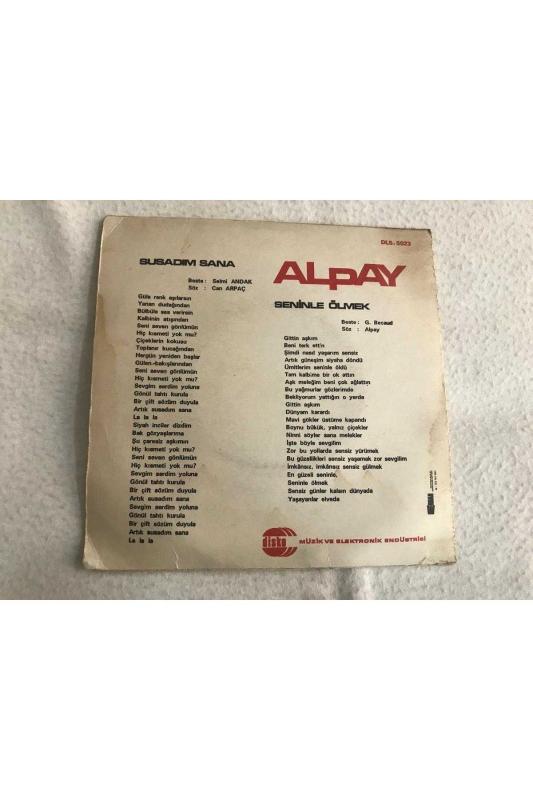 SUSADIM SANA
Beste : Selmi ANDAK
Söz : Can ARPAÇ
Güle renk aşılarsın
Yanan dudağından
Bülbüle ses verirsin
Kalbinin atışından
Seni seven gönlümün
Hiç kısmeti yok mu?
Çiçeklerin kokusu
Toplanır kucağından
Hergün yeniden başlar
Gülen-bakışlarından
Seni seven gönlümün
Hiç kısmeti yok mu?
Sevgim serdim yoluna
Gönül tahtı kurula
Bir çift sözüm duyula
Artık susadım sana
La la la
Siyah inciler dizdim
Bak gözyaşlarıma
Şu çaresiz aşkımın
Hiç kısmeti yok mu?
Seni seven gönlümün
Hiç kısmeti yok mu?
Sevgim serdim yoluna
Gönül tahtı kurula
Bir çift sözüm duyula
Artık susadım sana
Sevgim serdim yoluna
Gönül tahtı kurula
Bir çift sözüm duyula
Artık susadım sana
La la la
DLS. 5023
ALpAY
SENİNLE ÖLMEK
Beste : G. Becaud
Söz : Alpay
Gittin aşkım
Beni terk ettin
Şimdi nasıl yaşarım sensiz
Artık güneşim siyaha döndü
Ümitlerim seninle öldü
Tam kalbime bir ok attın
Aşk meleğim beni çok ağlattın
Bu yağmurlar gözlerimde
Bekliyorum yattığın o yerde
Gittin aşkım
Dünyam karardı
Mavi gökler üstüme kapandı
Boynu bükük, yalnız çiçekler
Ninni söyler sana melekler
İşte böyle sevgilim
Zor bu yollarda sensiz yürümek
Bu güzellikleri sensiz yaşamak zor sevgilim
İmkânsız, imkânsız sensiz gülmek
En güzeli seninle,
Seninle ölmek
Sensiz günler kalsın dünyada
Yaşayanlar elveda
disko MÜZİK VE ELEKTRONİK ENDÜSTRİSİ